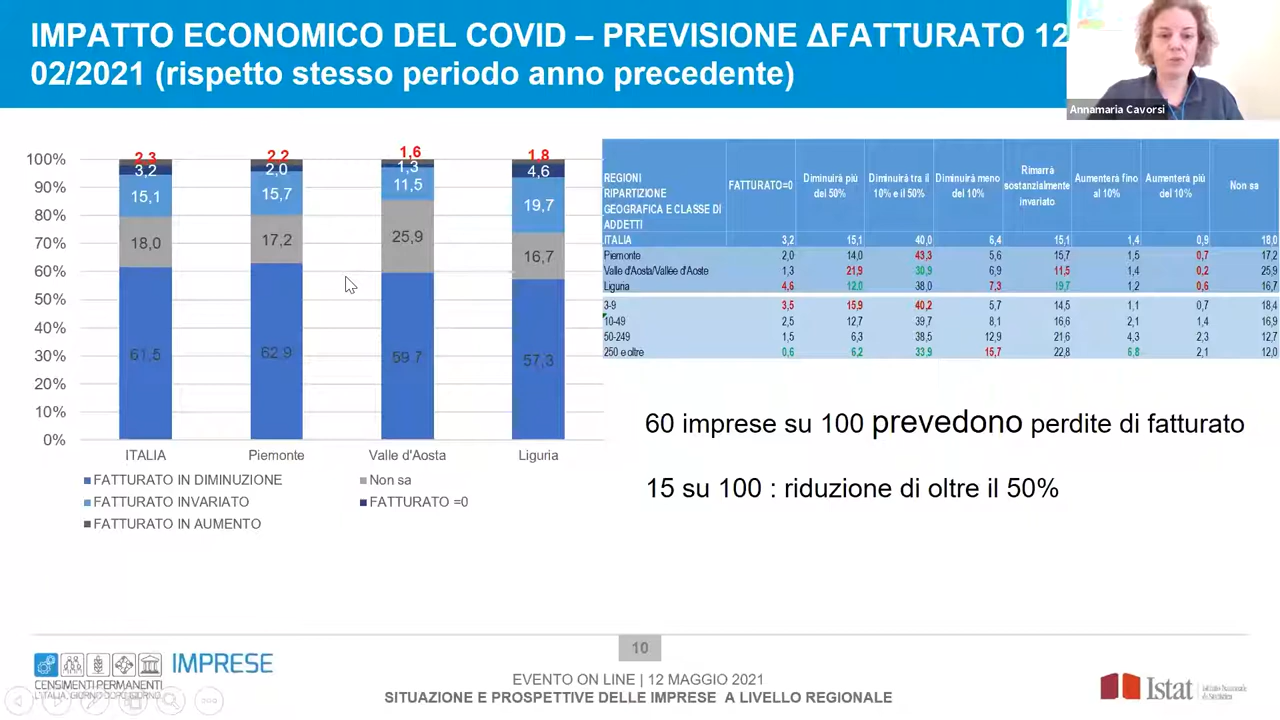 IMPATTO ECONOMICO DEL COVID – PREVISIONE ΔFATTURATO 12
02/2021 (rispetto stesso periodo anno precedente)
Annamaria Cavorsi
100%
90%
80%
70%
60%
50%
40%
30%
20%
10%
0%
2,3 2,2 1,6 1,8
3,2 2,0 1,3 4,6
15,1 15,7 11,5 19,7
18,0 17,2 25,9 16,7
61,5 62,9 59,7 57,3
ITALIA Piemonte Valle d'Aosta Liguria
FATTURATO IN DIMINUZIONE Non sa
FATTURATO INVARIATO FATTURATO =0
FATTURATO IN AUMENTO
REGIONI
RIPARTIZIONE
GEOGRAFICA E CLASSE DI
ADDETTI
FATTURATO=0
Diminuirà più
del 50%
Diminuirà tra il
10% e il 50%
Diminuirà meno
del 10%
Rimarrà
sostanzialmente
invariato
Aumenterà fino
al 10%
Aumenterà più
del 10%
Non sa
ITALIA 3,2 15,1 40,0 6,4 15,1 1,4 0,9 18,0
Piemonte 2,0 14,0 43,3 5,6 15,7 1,5 0,7 17,2
Valle d'Aosta/Vallée d'Aoste 1,3 21,9 30,9 6,9 11,5 1,4 0,2 25,9
Liguria 4,6 12,0 38,0 7,3 19,7 1,2 0,6 16,7
3-9 3,5 15,9 40,2 5,7 14,5 1,1 0,7 18,4
10-49 2,5 12,7 39,7 8,1 16,6 2,1 1,4 16,9
50-249 1,5 6,3 38,5 12,9 21,6 4,3 2,3 12,7
250 e oltre 0,6 6,2 33,9 15,7 22,8 6,8 2,1 12,0
60 imprese su 100 prevedono perdite di fatturato
15 su 100 : riduzione di oltre il 50%
10
IMPRESE
CENSIMENTI PERMANENTI
L'ITALIA, GIORNO DOPO GIORNO
EVENTO ON LINE | 12 MAGGIO 2021
SITUAZIONE E PROSPETTIVE DELLE IMPRESE A LIVELLO REGIONALE
Istat
Istituto Nazionale
di Statistica